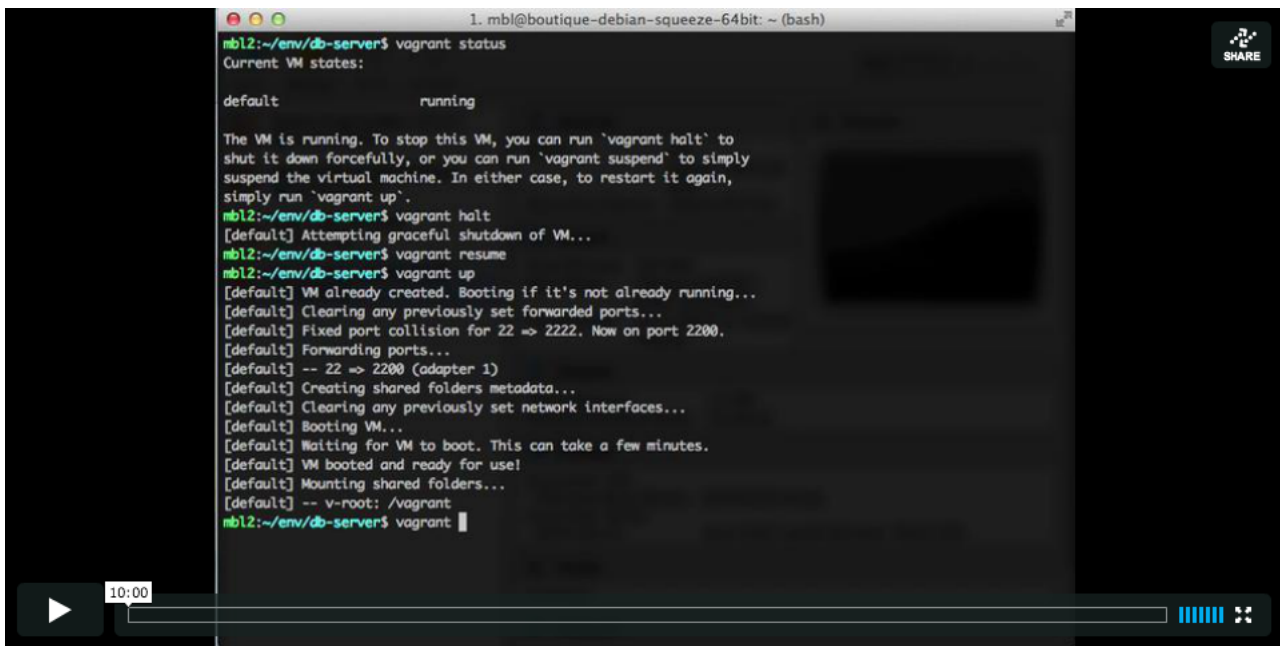 1. mbl@boutique-debian-squeeze-64bit: ~ (bash)
SHARE
mbl2:~/env/db-server$ vagrant status
Current VM states:
default running
The VM is running. To stop this VM, you can run `vagrant halt` to
shut it down forcefully, or you can run `vagrant suspend` to simply
suspend the virtual machine. In either case, to restart it again,
simply run `vagrant up`.
mbl2:~/env/db-server$ vagrant halt
[default] Attempting graceful shutdown of VM...
mbl2:~/env/db-server$ vagrant resume
mbl2:~/env/db-server$ vagrant up
[default] VM already created. Booting if it's not already running...
[default] Clearing any previously set forwarded ports...
[default] Fixed port collision for 22 => 2222. Now on port 2200.
[default] Forwarding ports...
[default] -- 22 => 2200 (adapter 1)
[default] Creating shared folders metadata...
[default] Clearing any previously set network interfaces...
[default] Booting VM...
[default] Waiting for VM to boot. This can take a few minutes.
[default] VM booted and ready for use!
[default] Mounting shared folders...
[default] -- v-root: /vagrant
mbl2:~/env/db-server$ vagrant
10:00